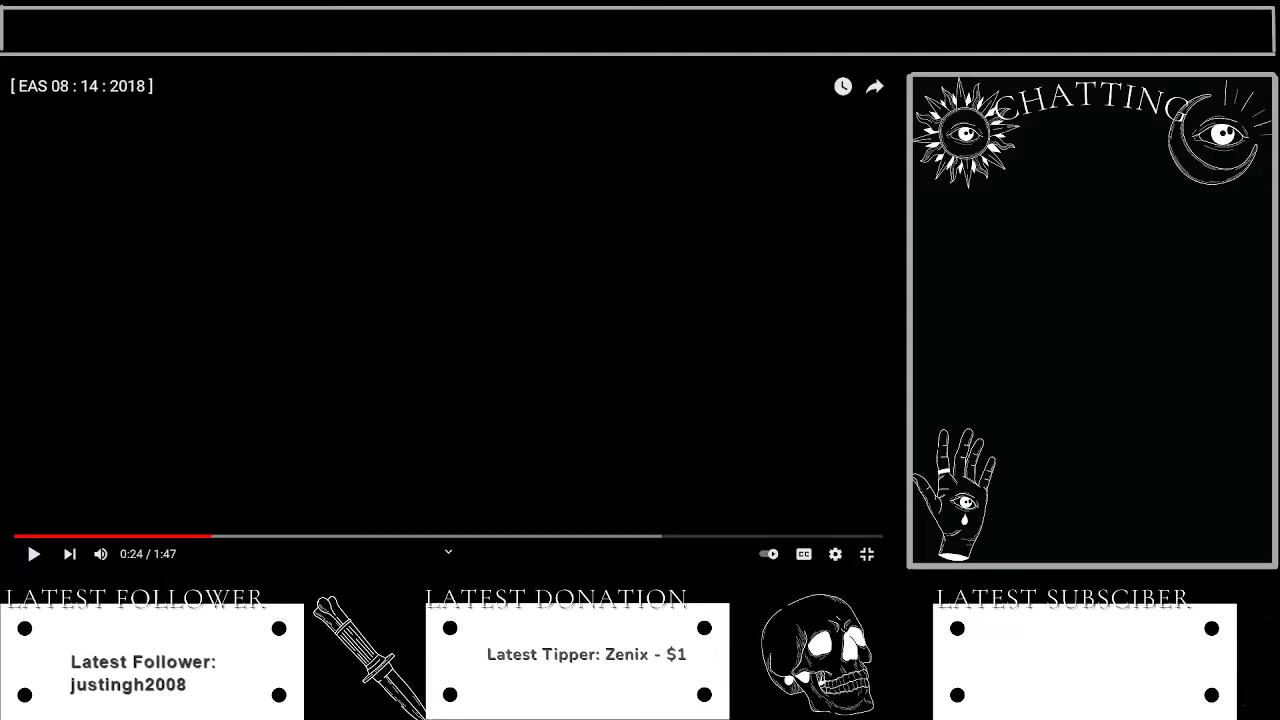 [ EAS 08 : 14 : 2018 ]
CHATTING
0:24 / 1:47
CC
LATEST FOLLOWER
LATEST DONATION
LATEST SUBSCIBER
Latest Follower:
justingh2008
Latest Tipper: Zenix - $1